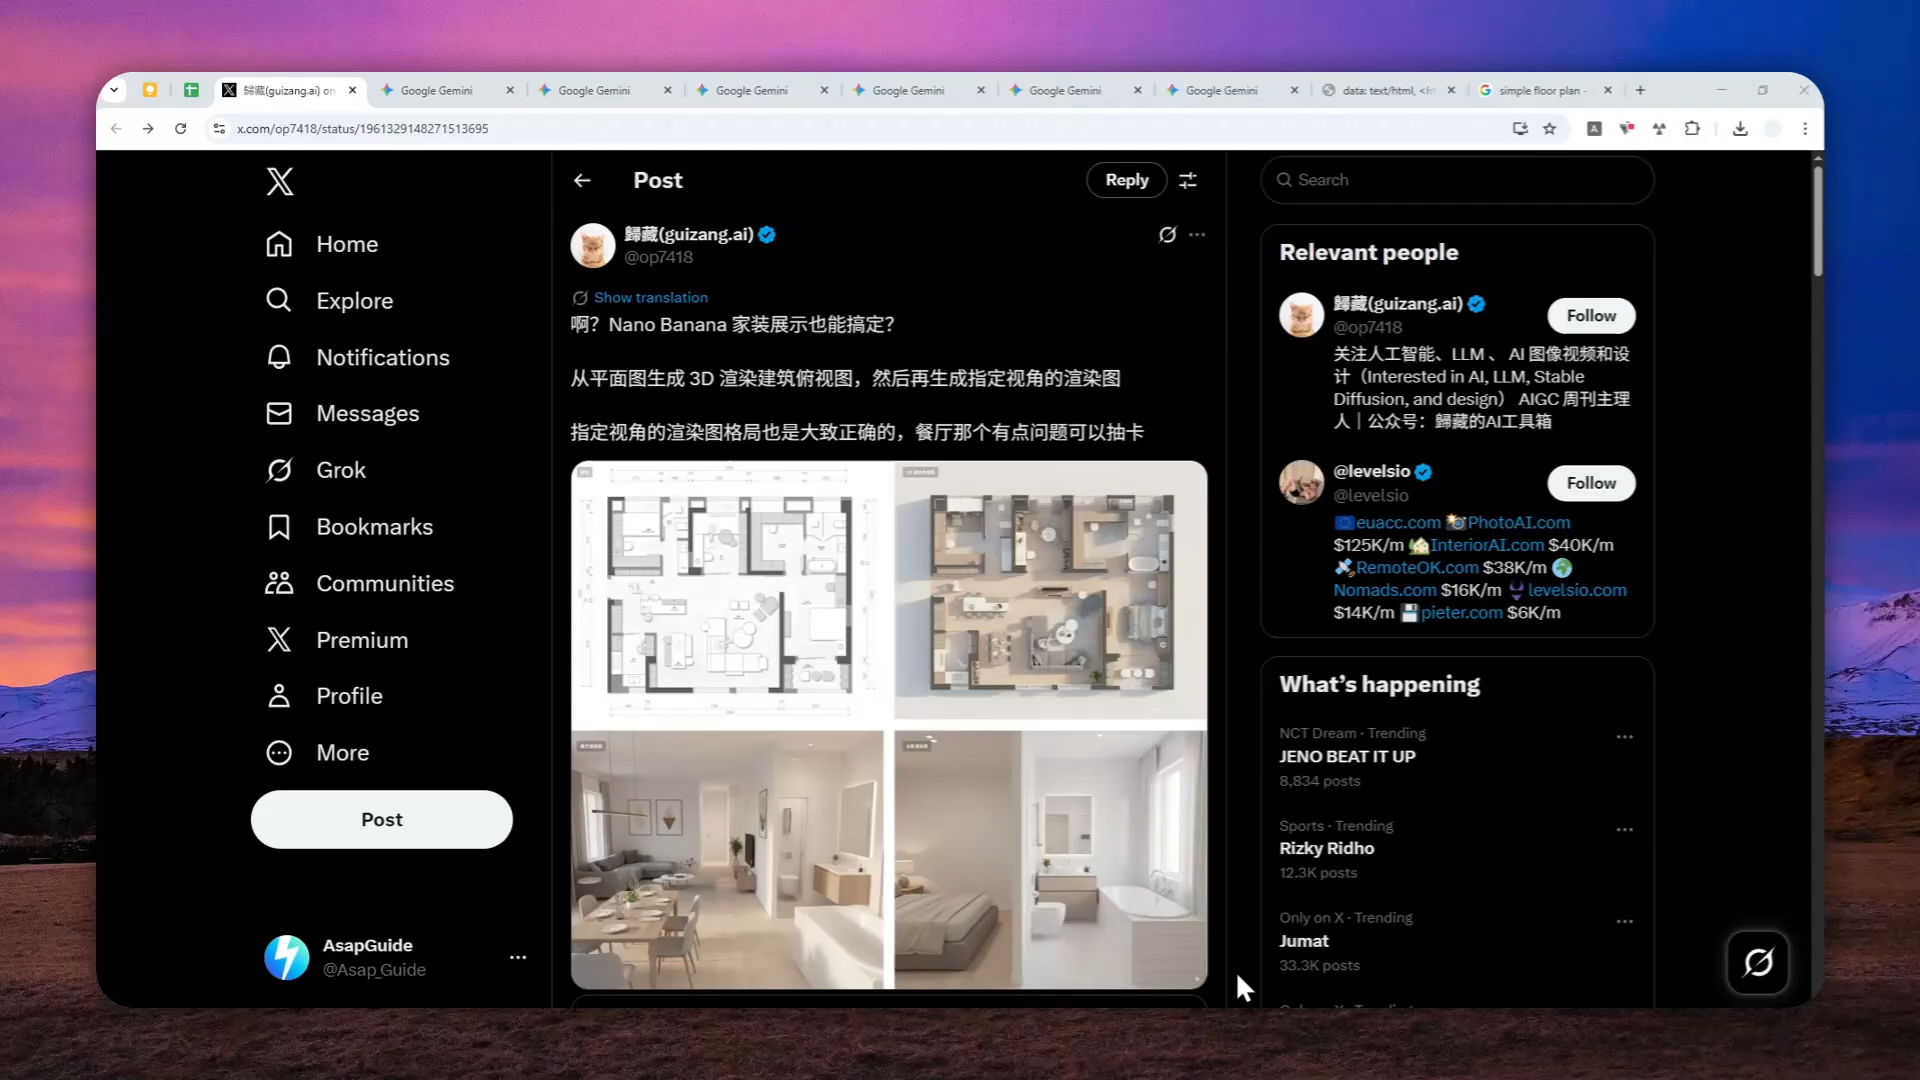 歸藏(guizang.ai) on
Google Gemini
Google Gemini
Google Gemini
Google Gemini
Google Gemini
Google Gemini
data: text/html, <h
simple floor plan -
x.com/op7418/status/1961329148271513695
Home
Explore
Notifications
Messages
Grok
Bookmarks
Communities
Premium
Profile
More
Post
AsapGuide
@Asap_Guide
Post
Reply
歸藏(guizang.ai)
@op7418
Show translation
啊？Nano Banana 家装展示也能搞定？
从平面图生成 3D 渲染建筑俯视图，然后再生成指定视角的渲染图
指定视角的渲染图格局也是大致正确的，餐厅那个有点问题可以抽卡
Search
Relevant people
歸藏(guizang.ai)
@op7418
Follow
关注人工智能、LLM 、 AI 图像视频和设
计（Interested in AI, LLM, Stable
Diffusion, and design） AIGC 周刊主理
人｜公众号：歸藏的AI工具箱
@levelsio
@levelsio
Follow
euacc.com PhotoAI.com
$125K/m InteriorAI.com $40K/m
RemoteOK.com $38K/m
Nomads.com $16K/m levelsio.com
$14K/m pieter.com $6K/m
What's happening
NCT Dream · Trending
JENO BEAT IT UP
8,834 posts
Sports · Trending
Rizky Ridho
12.3K posts
Only on X · Trending
Jumat
33.3K posts